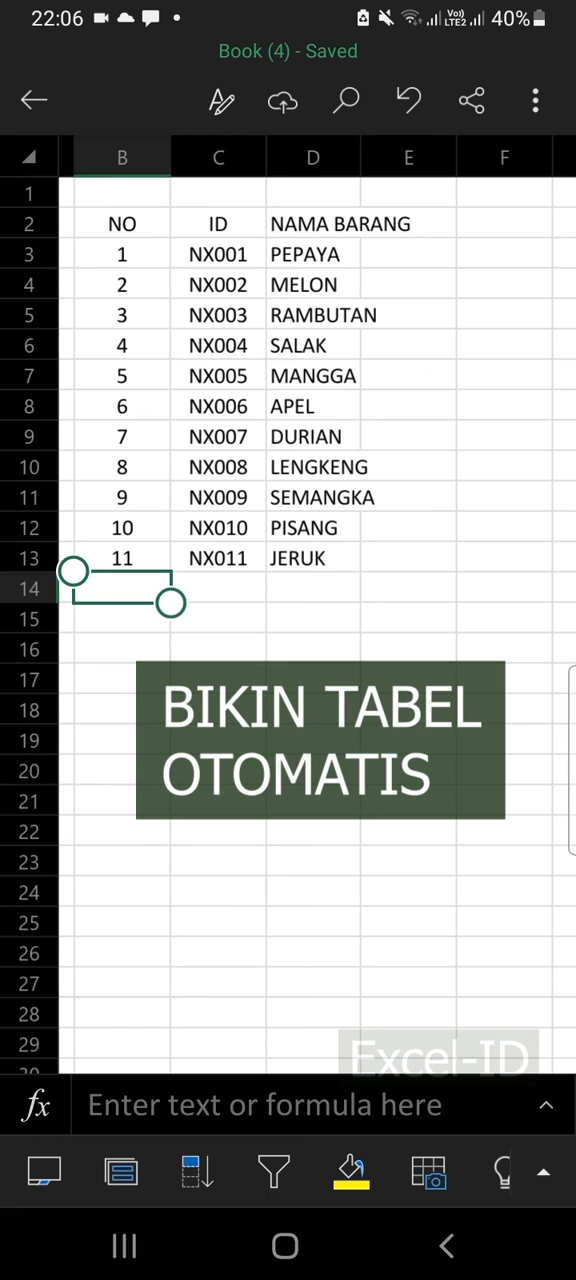 22:06 Vo)) LTE2 40%
Book (4) - Saved
B C D E F
1
2 NO ID NAMA BARANG
3 1 NX001 PEPAYA
4 2 NX002 MELON
5 3 NX003 RAMBUTAN
6 4 NX004 SALAK
7 5 NX005 MANGGA
8 6 NX006 APEL
9 7 NX007 DURIAN
10 8 NX008 LENGKENG
11 9 NX009 SEMANGKA
12 10 NX010 PISANG
13 11 NX011 JERUK
14
15
16
17
18 BIKIN TABEL
19
20 OTOMATIS
21
22
23
24
25
26
27
28
29 Excel-ID
30
fx Enter text or formula here